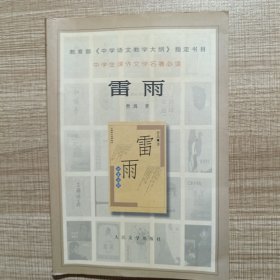 教育部《中学语文教学大纲》指定书目
中学生课外文学名著必读
雷雨
曹禺 著
雷雨
人民文学出版社